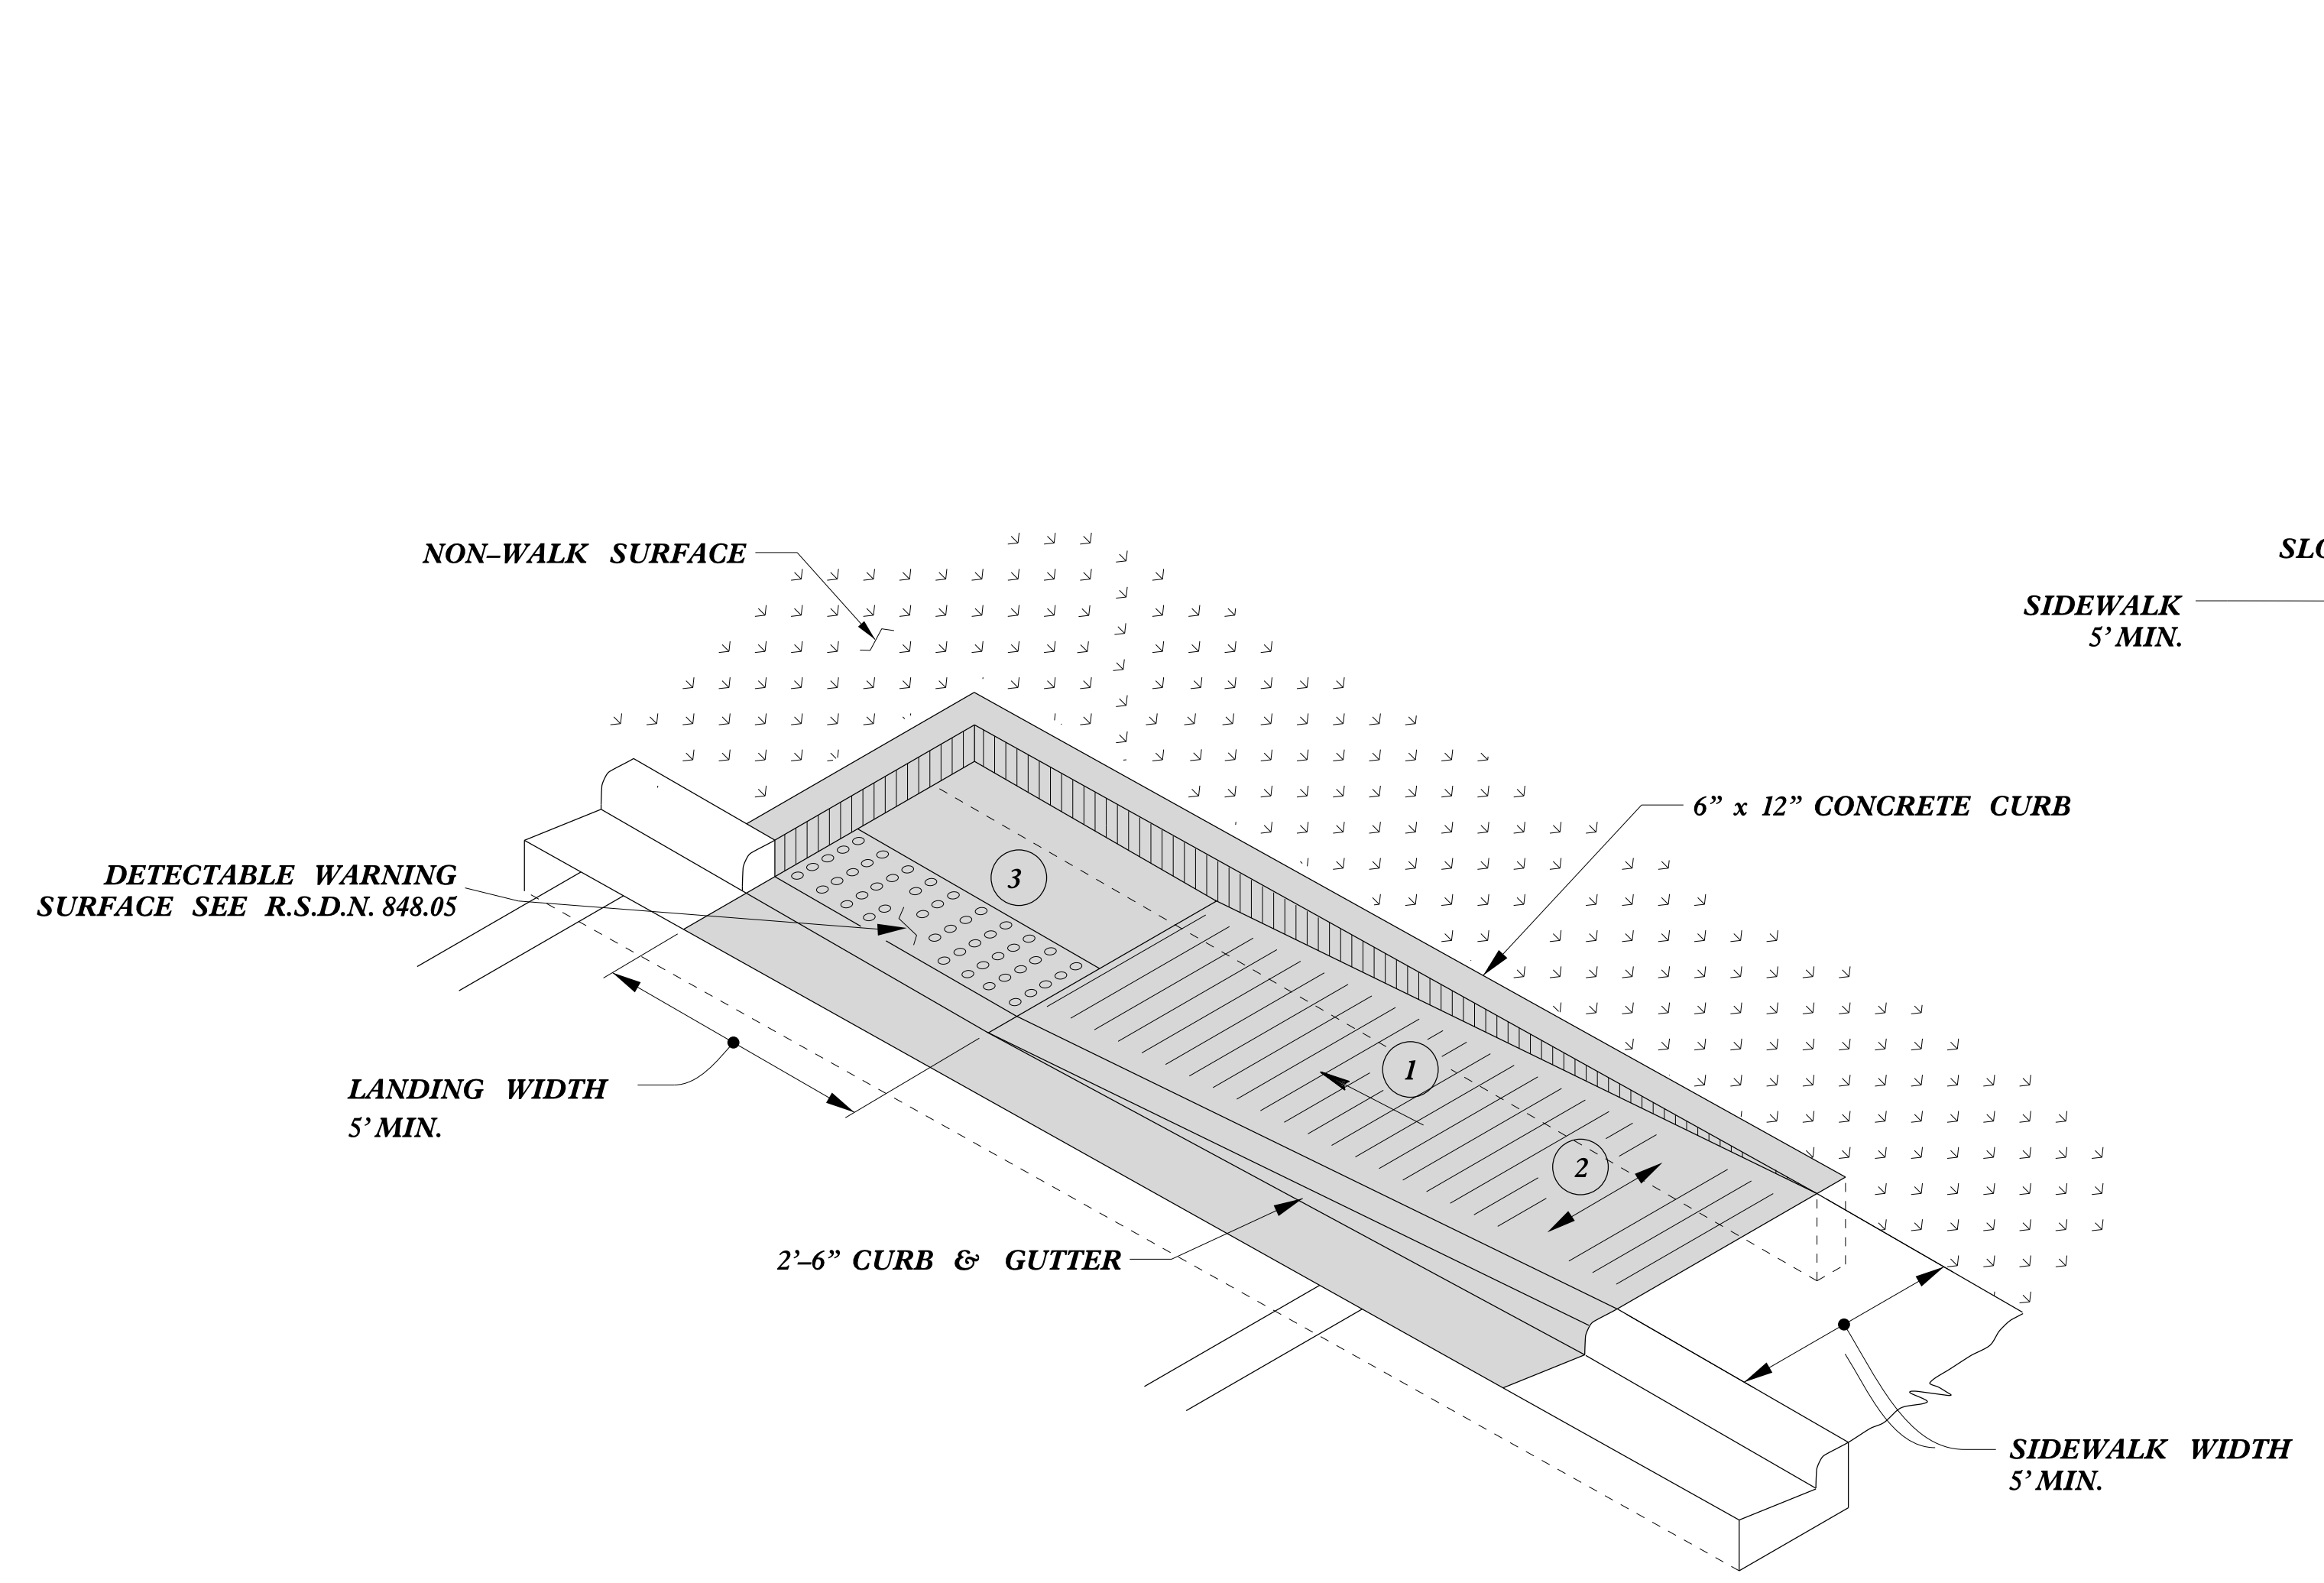 NON–WALK SURFACE
SLO
SIDEWALK
5’ MIN.
6” x 12” CONCRETE CURB
DETECTABLE WARNING
SURFACE SEE R.S.D.N. 848.05
3
1
LANDING WIDTH
5’ MIN.
2
2’–6” CURB & GUTTER
SIDEWALK WIDTH
5’ MIN.